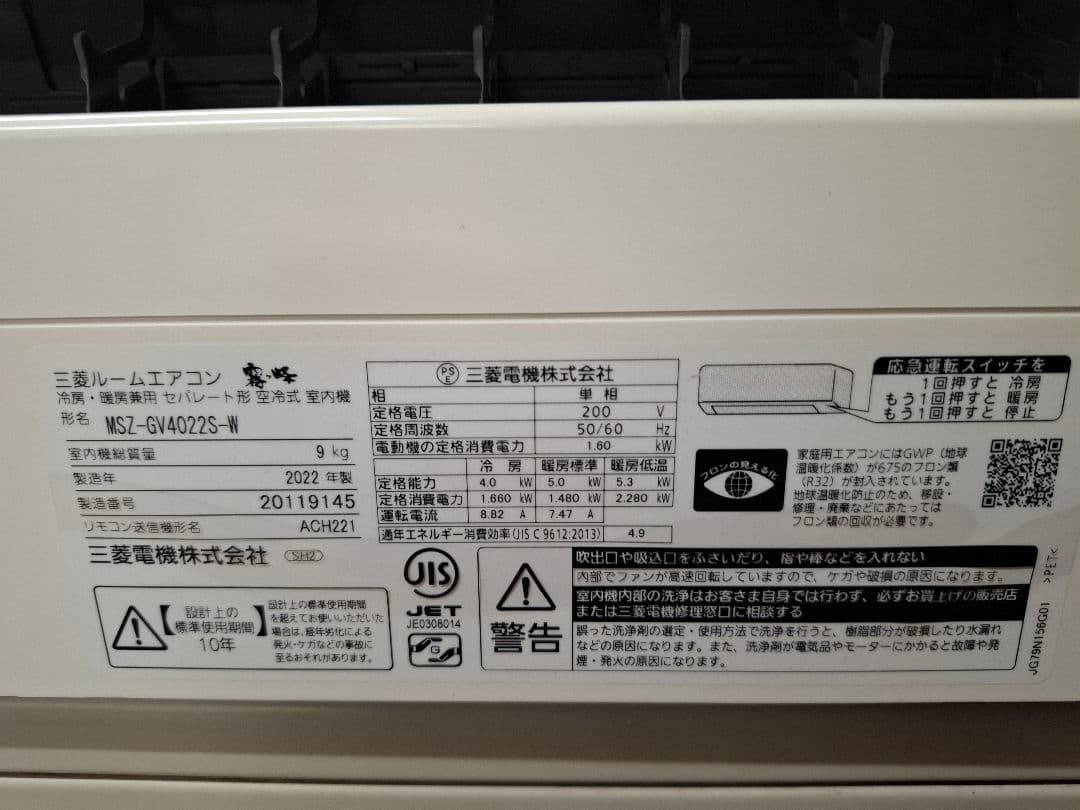 三菱ルームエアコン 霧ヶ峰
冷房・暖房兼用 セパレート形 空冷式 室内機
形名 MSZ-GV4022S-W
室内機総質量 9 kg
製造年 2022 年製
製造番号 20119145
リモコン送信機形名 ACH221
三菱電機株式会社 SH2
PSE 三菱電機株式会社
相 単 相
定格電圧 200 V
定格周波数 50/60 Hz
電動機の定格消費電力 1.60 kW
冷 房 暖房標準 暖房低温
定格能力 4.0 kW 5.0 kW 5.3 kW
定格消費電力 1.660 kW 1.480 kW 2.280 kW
運転電流 8.82 A 7.47 A
通年エネルギー消費効率(JIS C 9612:2013) 4.9
応急運転スイッチを
1回押すと 冷房
もう1回押すと 暖房
もう1回押すと 停止
フロンの見える化
家庭用エアコンにはGWP（地球
温暖化係数）が675のフロン類
（R32）が封入されています。
地球温暖化防止のため、移設・
修理・廃棄などにあたっては
フロン類の回収が必要です。
【設計上の標準使用期間】
10年
設計上の標準使用期間
を超えてお使いいただいた
場合は、経年劣化による
発火・ケガなどの事故に
至るおそれがあります。
JIS
JET
JE0308014
G
警告
吹出口や吸込口をふさいだり、指や棒などを入れない
内部でファンが高速回転していますので、ケガや破損の原因になります。
室内機内部の洗浄はお客さま自身では行わず、必ずお買上げの販売店
または三菱電機修理窓口に相談する
誤った洗浄剤の選定・使用方法で洗浄を行うと、樹脂部分が破損したり水漏れ
などの原因になります。また、洗浄剤が電気品やモーターにかかると故障や発
煙・発火の原因になります。
>PET<
JG79N156G01